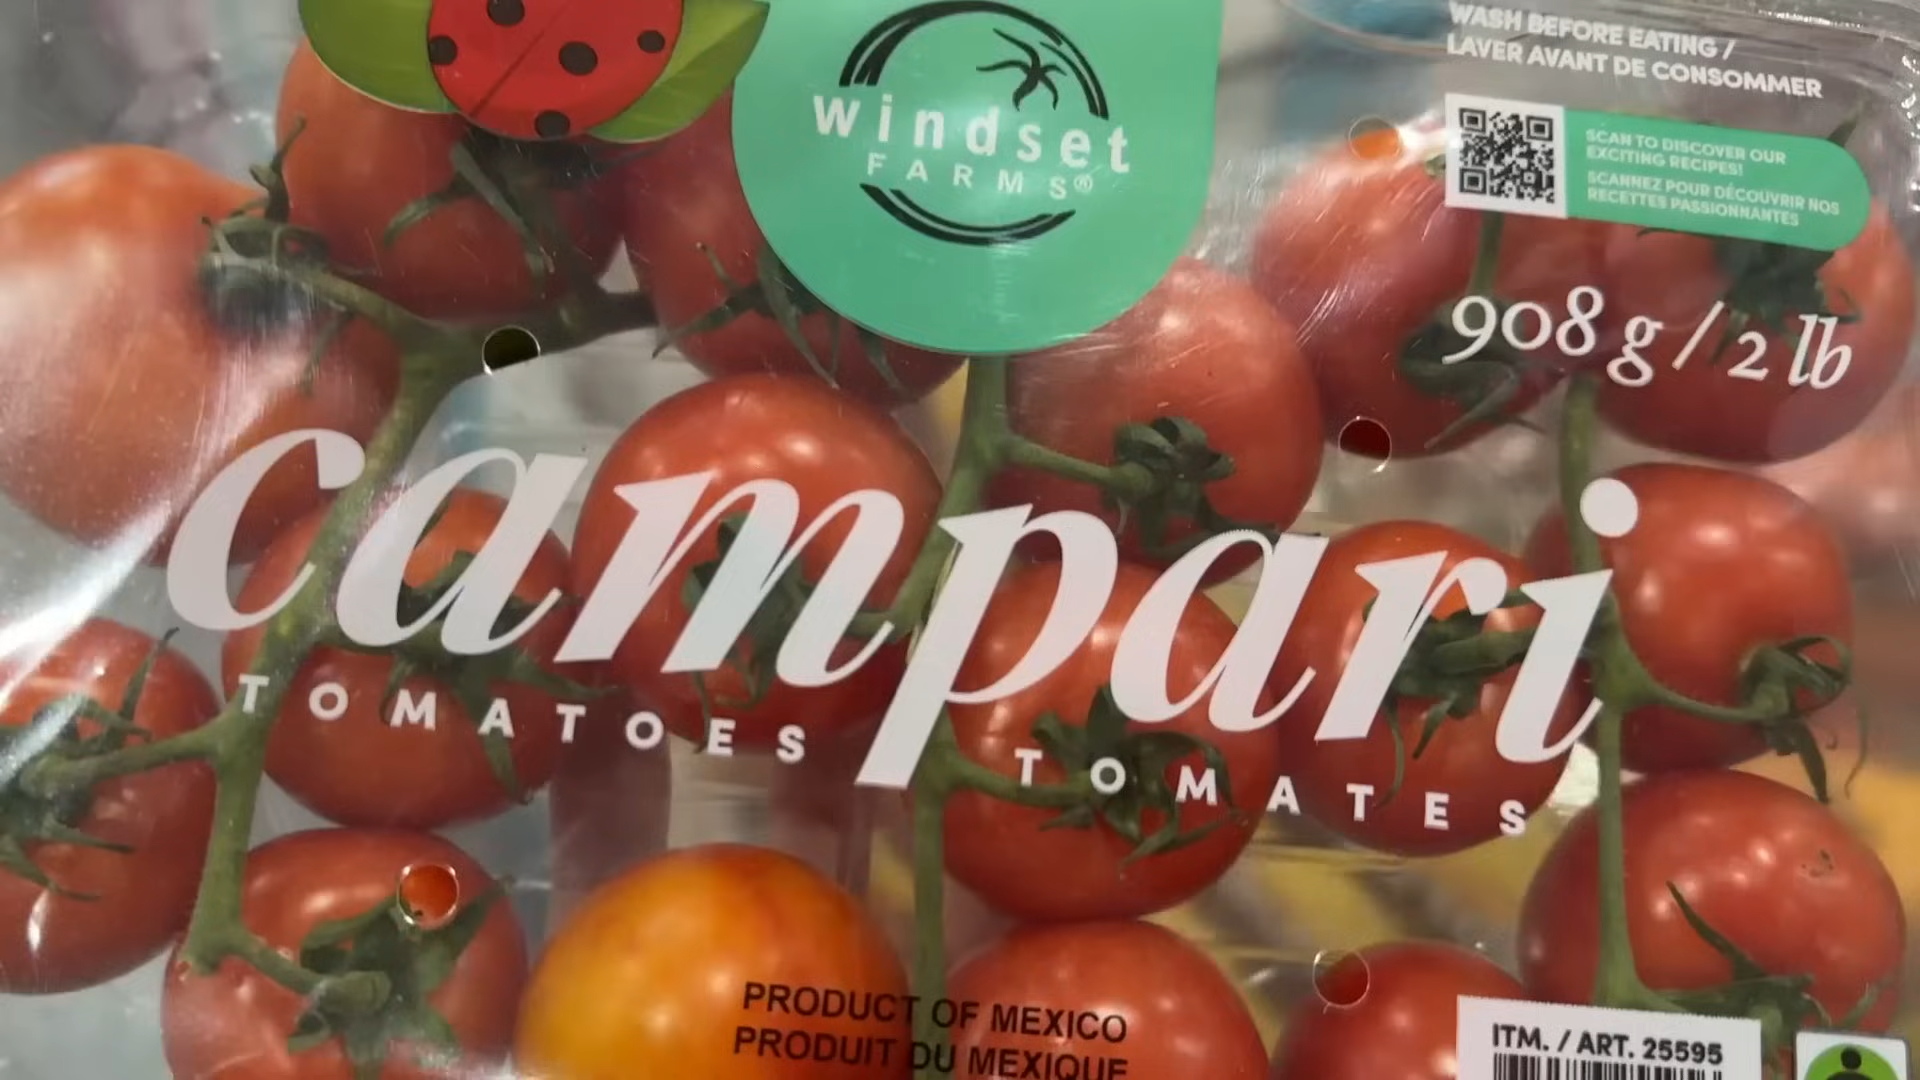 windset
FARMS®
WASH BEFORE EATING /
LAVER AVANT DE CONSOMMER
SCAN TO DISCOVER OUR
EXCITING RECIPES!
SCANNEZ POUR DÉCOUVRIR NOS
RECETTES PASSIONNANTES
908 g / 2 lb
campari
TOMATOES TOMATES
PRODUCT OF MEXICO
PRODUIT DU MEXIQUE
ITM. / ART. 25595